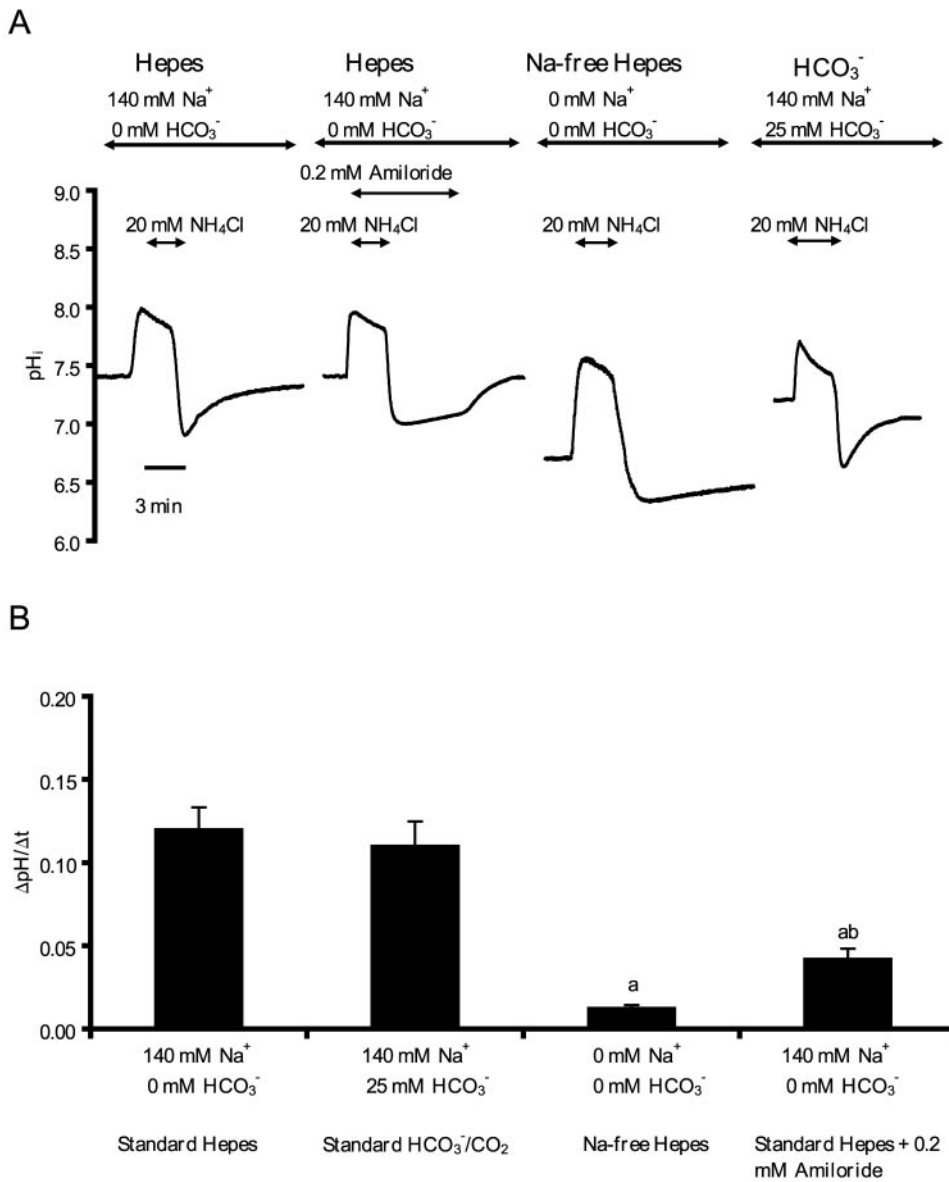 A
Hepes Hepes Na-free Hepes HCO₃⁻
140 mM Na⁺ 140 mM Na⁺ 0 mM Na⁺ 140 mM Na⁺
0 mM HCO₃⁻ 0 mM HCO₃⁻ 0 mM HCO₃⁻ 25 mM HCO₃⁻
0.2 mM Amiloride
20 mM NH₄Cl 20 mM NH₄Cl 20 mM NH₄Cl 20 mM NH₄Cl
9.0
8.5
8.0
7.5
7.0
6.5
6.0
pHᵢ
3 min
B
0.20
0.15
0.10
0.05
0.00
ΔpH/Δt
a
ab
140 mM Na⁺ 140 mM Na⁺ 0 mM Na⁺ 140 mM Na⁺
0 mM HCO₃⁻ 25 mM HCO₃⁻ 0 mM HCO₃⁻ 0 mM HCO₃⁻
Standard Hepes Standard HCO₃⁻/CO₂ Na-free Hepes Standard Hepes + 0.2
mM Amiloride